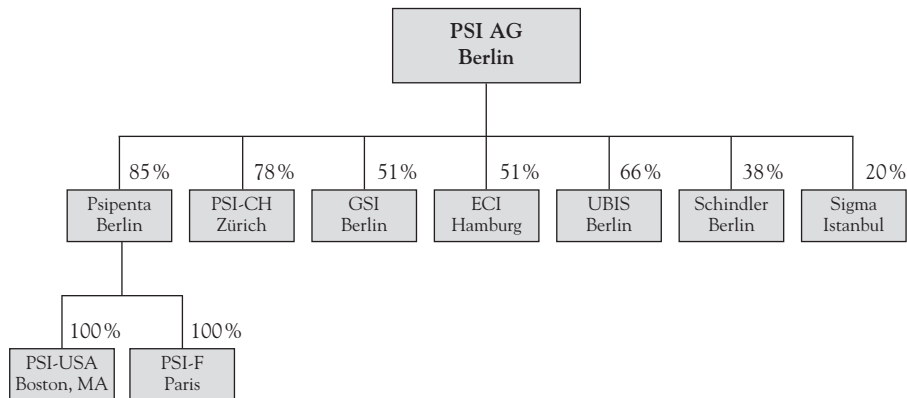 PSI AG
Berlin
85%
78%
51%
51%
66%
38%
20%
Psipenta
Berlin
PSI-CH
Zürich
GSI
Berlin
ECI
Hamburg
UBIS
Berlin
Schindler
Berlin
Sigma
Istanbul
100%
100%
PSI-USA
Boston, MA
PSI-F
Paris